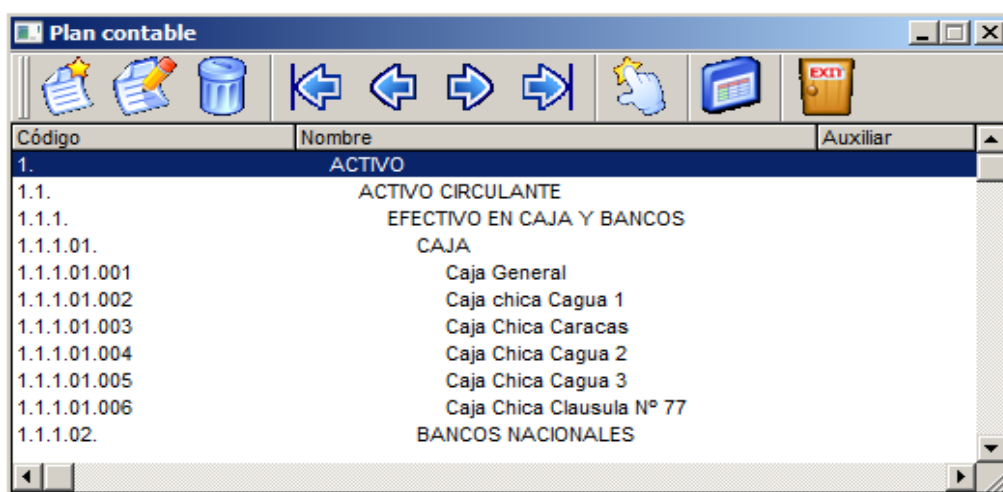 Plan contable
EXIT
Código Nombre Auxiliar
1. ACTIVO
1.1. ACTIVO CIRCULANTE
1.1.1. EFECTIVO EN CAJA Y BANCOS
1.1.1.01. CAJA
1.1.1.01.001 Caja General
1.1.1.01.002 Caja chica Cagua 1
1.1.1.01.003 Caja Chica Caracas
1.1.1.01.004 Caja Chica Cagua 2
1.1.1.01.005 Caja Chica Cagua 3
1.1.1.01.006 Caja Chica Clausula Nº 77
1.1.1.02. BANCOS NACIONALES